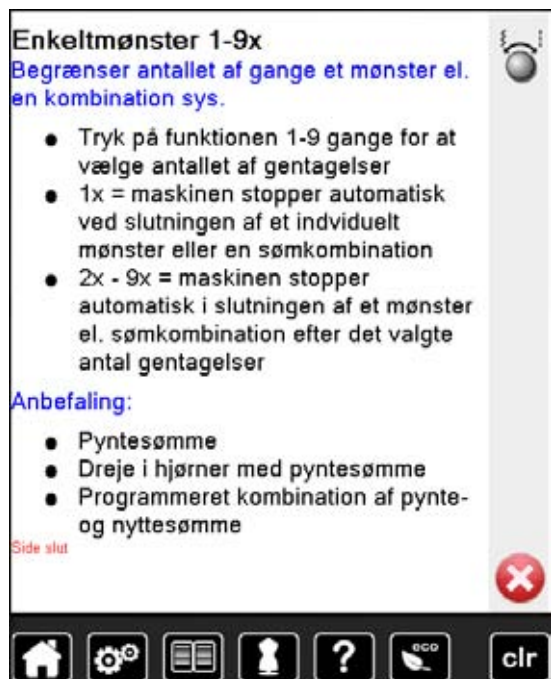 Enkeltmønster 1-9x
Begrænser antallet af gange et mønster el.
en kombination sys.
● Tryk på funktionen 1-9 gange for at
vælge antallet af gentagelser
● 1x = maskinen stopper automatisk
ved slutningen af et indviduelt
mønster eller en sømkombination
● 2x - 9x = maskinen stopper
automatisk i slutningen af et mønster
el. sømkombination efter det valgte
antal gentagelser
Anbefaling:
● Pyntesømme
● Dreje i hjørner med pyntesømme
● Programmeret kombination af pynte-
og nyttesømme
Side slut
? eco clr